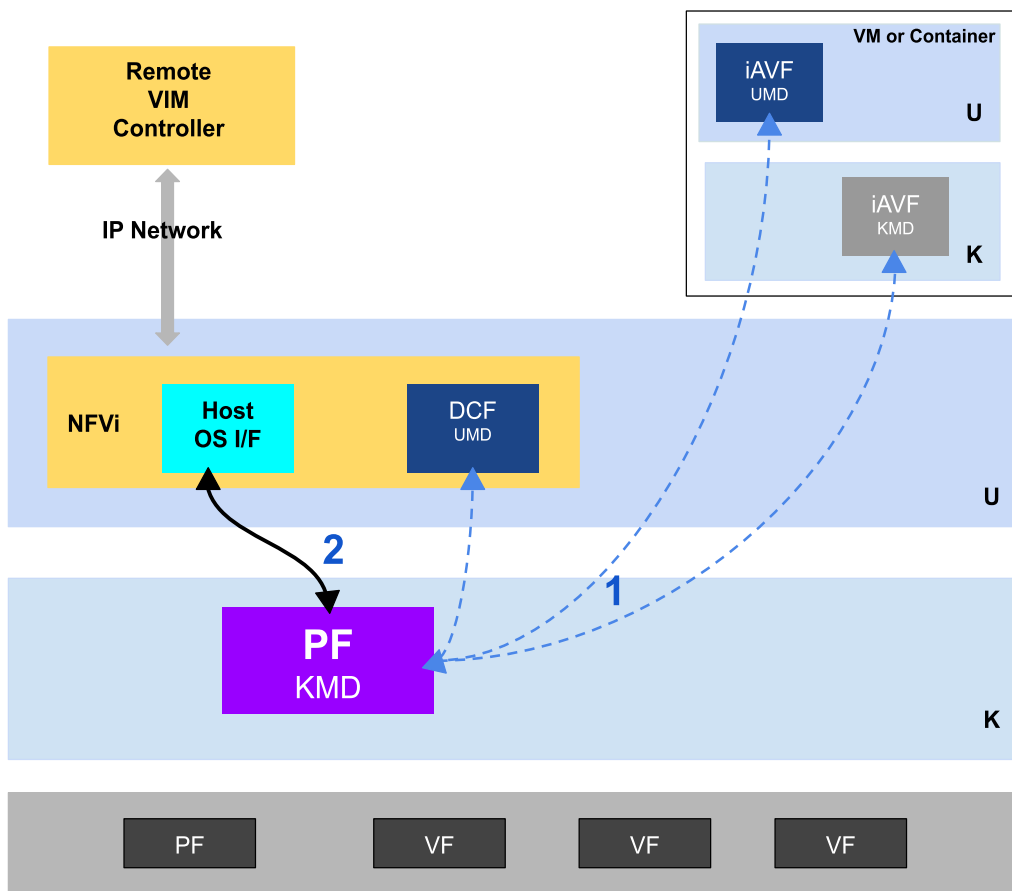 Remote
VIM
Controller
IP Network
VM or Container
iAVF
UMD
U
iAVF
KMD
K
NFVi
Host
OS I/F
DCF
UMD
U
2
1
PF
KMD
K
PF
VF
VF
VF